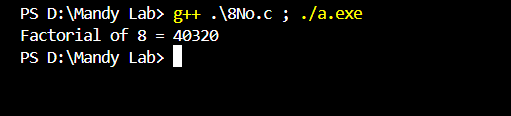 PS D:\Mandy Lab> g++ .\8No.c ; ./a.exe
Factorial of 8 = 40320
PS D:\Mandy Lab>